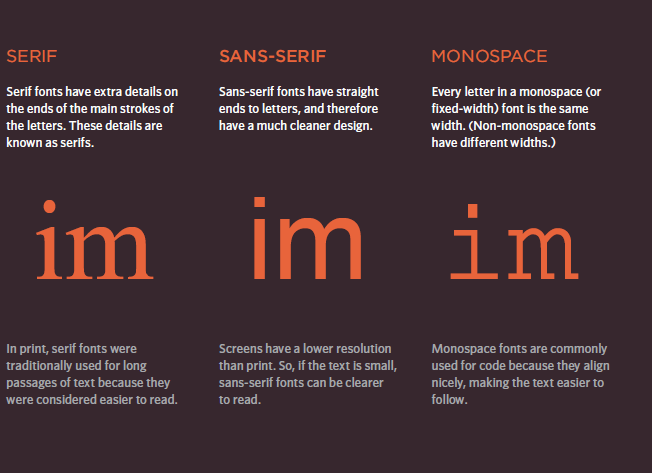 SERIF
Serif fonts have extra details on
the ends of the main strokes of
the letters. These details are
known as serifs.
im
In print, serif fonts were
traditionally used for long
passages of text because they
were considered easier to read.
SANS-SERIF
Sans-serif fonts have straight
ends to letters, and therefore
have a much cleaner design.
im
Screens have a lower resolution
than print. So, if the text is small,
sans-serif fonts can be clearer
to read.
MONOSPACE
Every letter in a monospace (or
fixed-width) font is the same
width. (Non-monospace fonts
have different widths.)
im
Monospace fonts are commonly
used for code because they align
nicely, making the text easier to
follow.